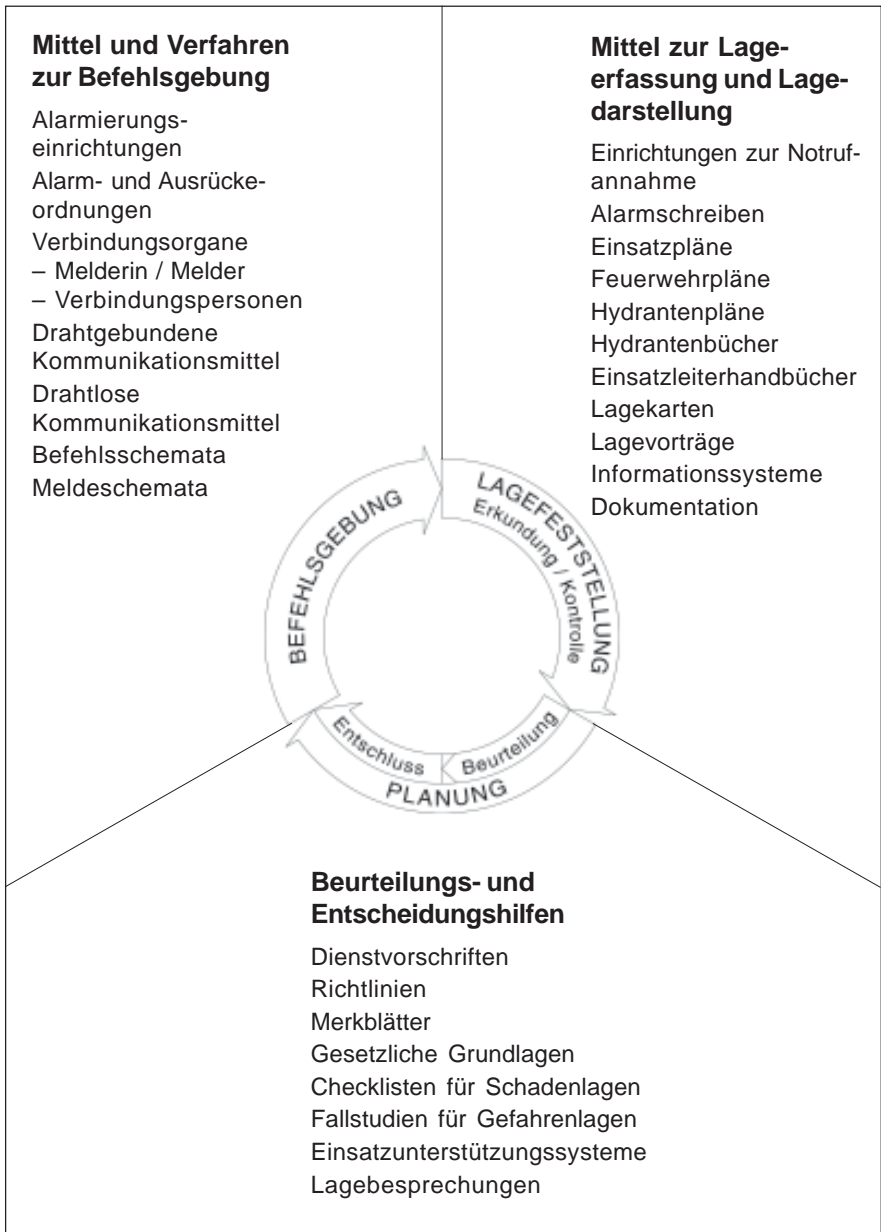 Mittel und Verfahren
zur Befehlsgebung
Alarmierungs-
einrichtungen
Alarm- und Ausrücke-
ordnungen
Verbindungsorgane
– Melderin / Melder
– Verbindungspersonen
Drahtgebundene
Kommunikationsmittel
Drahtlose
Kommunikationsmittel
Befehlsschemata
Meldeschemata
Mittel zur Lage-
erfassung und Lage-
darstellung
Einrichtungen zur Notruf-
annahme
Alarmschreiben
Einsatzpläne
Feuerwehrpläne
Hydrantenpläne
Hydrantenbücher
Einsatzleiterhandbücher
Lagekarten
Lagevorträge
Informationssysteme
Dokumentation
BEFEHLSGEBUNG
LAGEFESTSTELLUNG
Erkundung / Kontrolle
Entschluss
Beurteilung
PLANUNG
Beurteilungs- und
Entscheidungshilfen
Dienstvorschriften
Richtlinien
Merkblätter
Gesetzliche Grundlagen
Checklisten für Schadenlagen
Fallstudien für Gefahrenlagen
Einsatzunterstützungssysteme
Lagebesprechungen